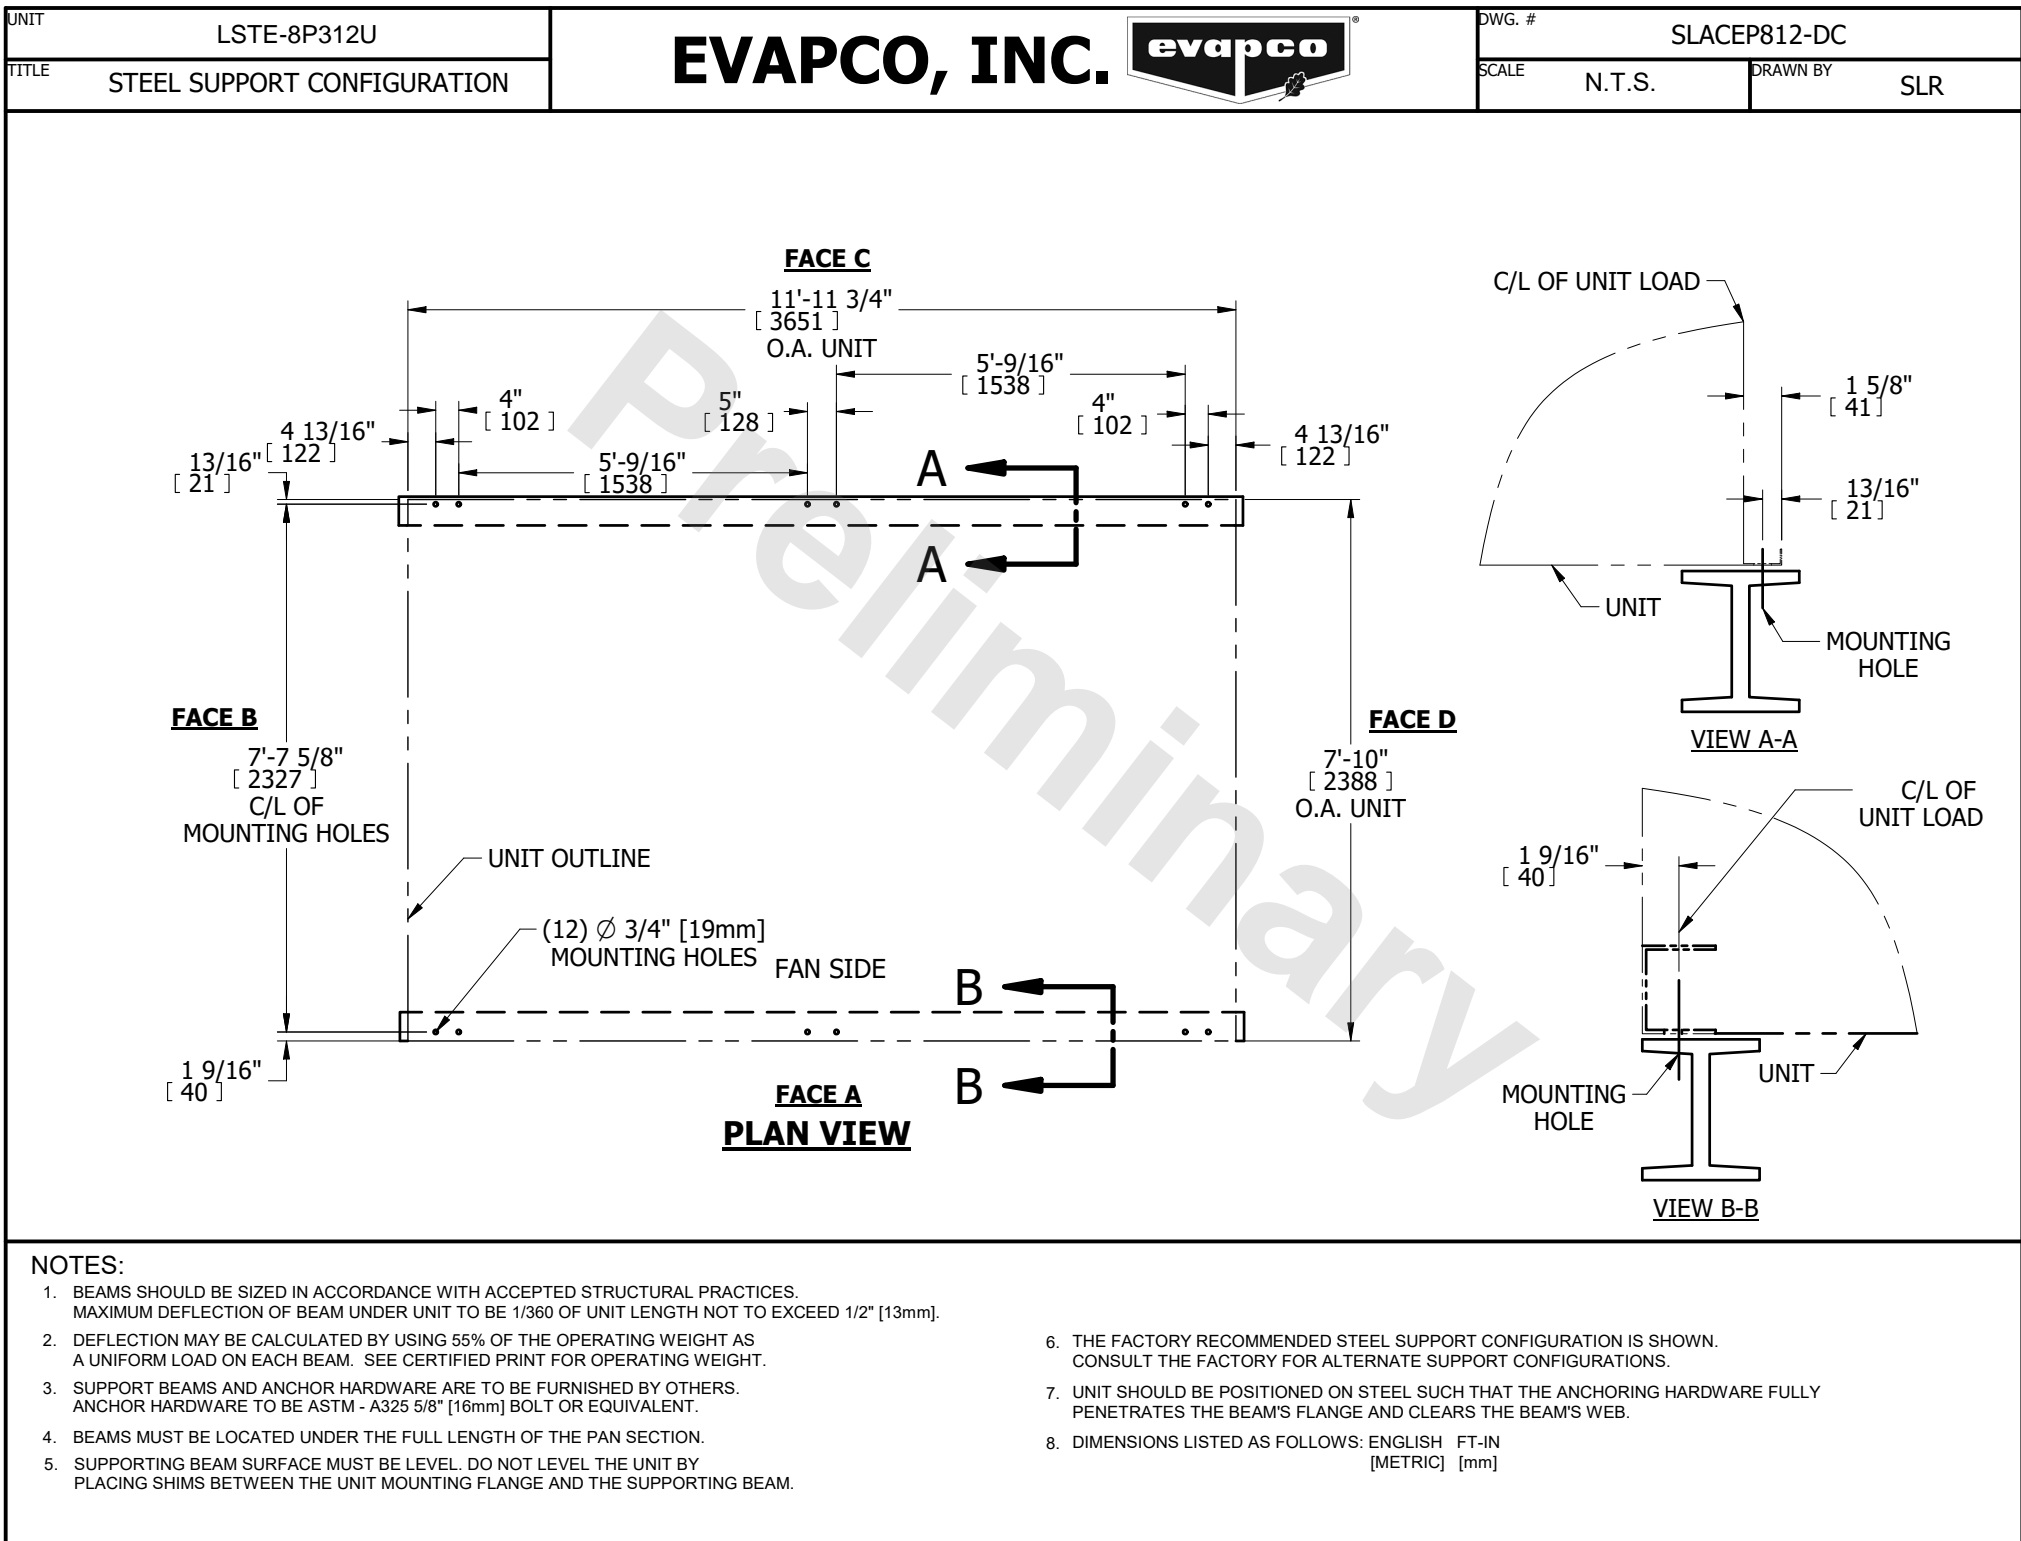 UNIT
LSTE-8P312U
TITLE
STEEL SUPPORT CONFIGURATION
EVAPCO, INC.
evapco
®
DWG. #
SLACEP812-DC
SCALE
N.T.S.
DRAWN BY
SLR
FACE C
11'-11 3/4"
[ 3651 ]
O.A. UNIT
5'-9/16"
[ 1538 ]
4"
[ 102 ]
5"
[ 128 ]
4"
[ 102 ]
4 13/16"
[ 122 ]
4 13/16"
[ 122 ]
13/16"
[ 21 ]
5'-9/16"
[ 1538 ]
A
A
FACE B
7'-7 5/8"
[ 2327 ]
C/L OF
MOUNTING HOLES
FACE D
7'-10"
[ 2388 ]
O.A. UNIT
UNIT OUTLINE
(12) ∅ 3/4" [19mm]
MOUNTING HOLES
FAN SIDE
B
B
1 9/16"
[ 40 ]
FACE A
PLAN VIEW
Preliminary
C/L OF UNIT LOAD
1 5/8"
[ 41]
13/16"
[ 21]
UNIT
MOUNTING
HOLE
VIEW A-A
C/L OF
UNIT LOAD
1 9/16"
[ 40]
UNIT
MOUNTING
HOLE
VIEW B-B
NOTES:
1. BEAMS SHOULD BE SIZED IN ACCORDANCE WITH ACCEPTED STRUCTURAL PRACTICES.
MAXIMUM DEFLECTION OF BEAM UNDER UNIT TO BE 1/360 OF UNIT LENGTH NOT TO EXCEED 1/2" [13mm].
2. DEFLECTION MAY BE CALCULATED BY USING 55% OF THE OPERATING WEIGHT AS
A UNIFORM LOAD ON EACH BEAM. SEE CERTIFIED PRINT FOR OPERATING WEIGHT.
3. SUPPORT BEAMS AND ANCHOR HARDWARE ARE TO BE FURNISHED BY OTHERS.
ANCHOR HARDWARE TO BE ASTM - A325 5/8" [16mm] BOLT OR EQUIVALENT.
4. BEAMS MUST BE LOCATED UNDER THE FULL LENGTH OF THE PAN SECTION.
5. SUPPORTING BEAM SURFACE MUST BE LEVEL. DO NOT LEVEL THE UNIT BY
PLACING SHIMS BETWEEN THE UNIT MOUNTING FLANGE AND THE SUPPORTING BEAM.
6. THE FACTORY RECOMMENDED STEEL SUPPORT CONFIGURATION IS SHOWN.
CONSULT THE FACTORY FOR ALTERNATE SUPPORT CONFIGURATIONS.
7. UNIT SHOULD BE POSITIONED ON STEEL SUCH THAT THE ANCHORING HARDWARE FULLY
PENETRATES THE BEAM'S FLANGE AND CLEARS THE BEAM'S WEB.
8. DIMENSIONS LISTED AS FOLLOWS: ENGLISH FT-IN
[METRIC] [mm]